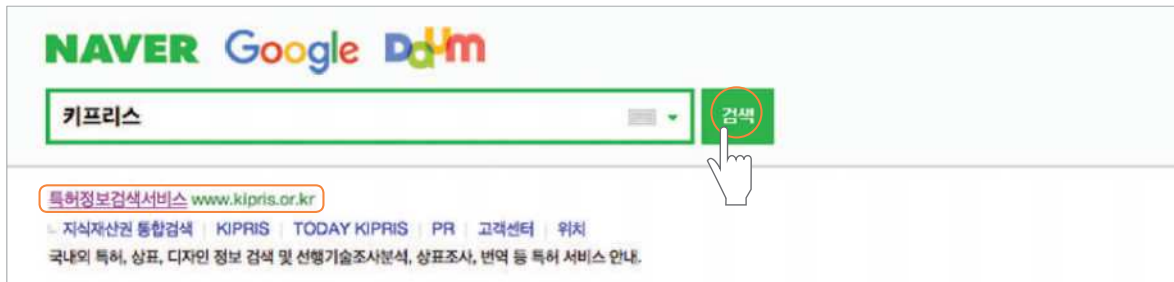 NAVER Google Daum
키프리스 검색
특허정보검색서비스 www.kipris.or.kr
지식재산권 통합검색 KIPRIS TODAY KIPRIS PR 고객센터 위치
국내외 특허, 상표, 디자인 정보 검색 및 선행기술조사분석, 상표조사, 번역 등 특허 서비스 안내.